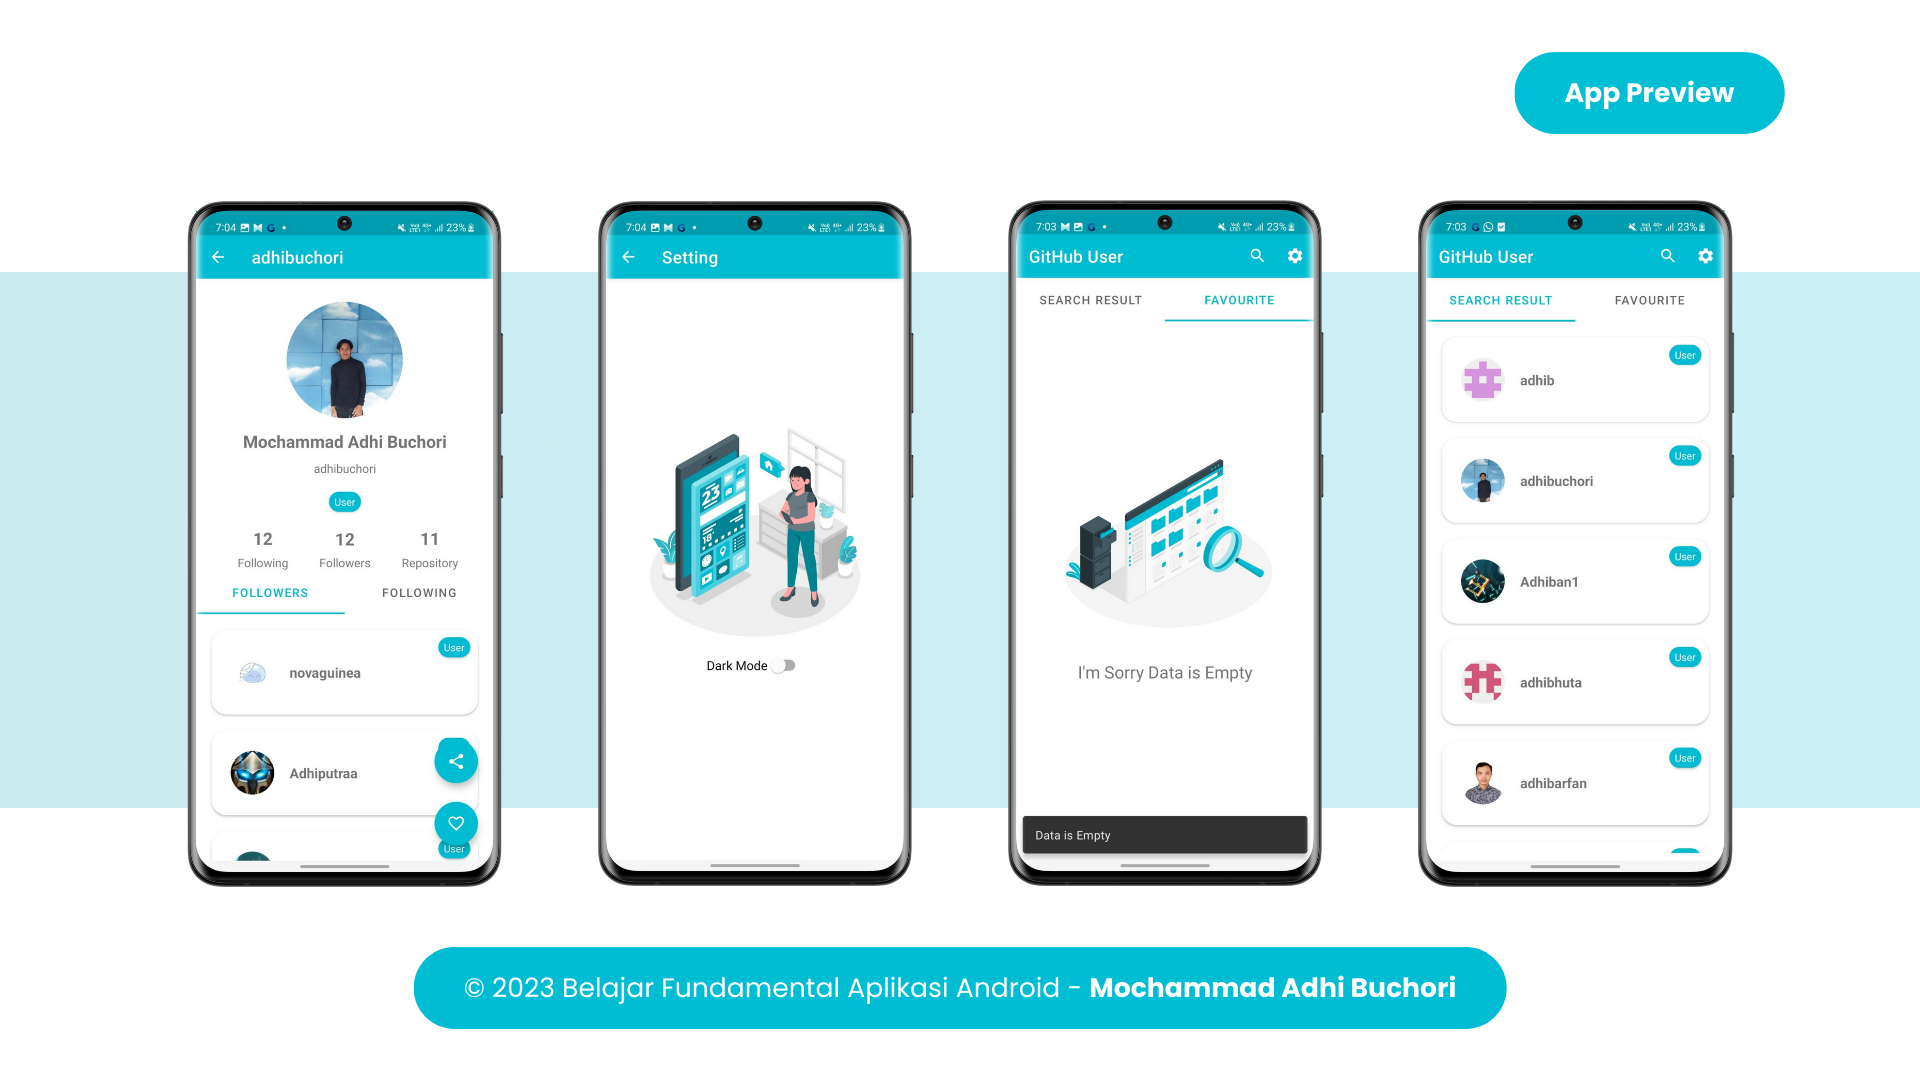 App Preview
7:04
23%
adhibuchori
Mochammad Adhi Buchori
adhibuchori
User
12 12 11
Following Followers Repository
FOLLOWERS FOLLOWING
User
novaguinea
Adhiputraa
User
7:04
23%
Setting
23
18
Dark Mode
7:03
23%
GitHub User
SEARCH RESULT FAVOURITE
I'm Sorry Data is Empty
Data is Empty
7:03
23%
GitHub User
SEARCH RESULT FAVOURITE
User
adhib
User
adhibuchori
User
Adhiban1
User
adhibhuta
User
adhibarfan
© 2023 Belajar Fundamental Aplikasi Android - Mochammad Adhi Buchori